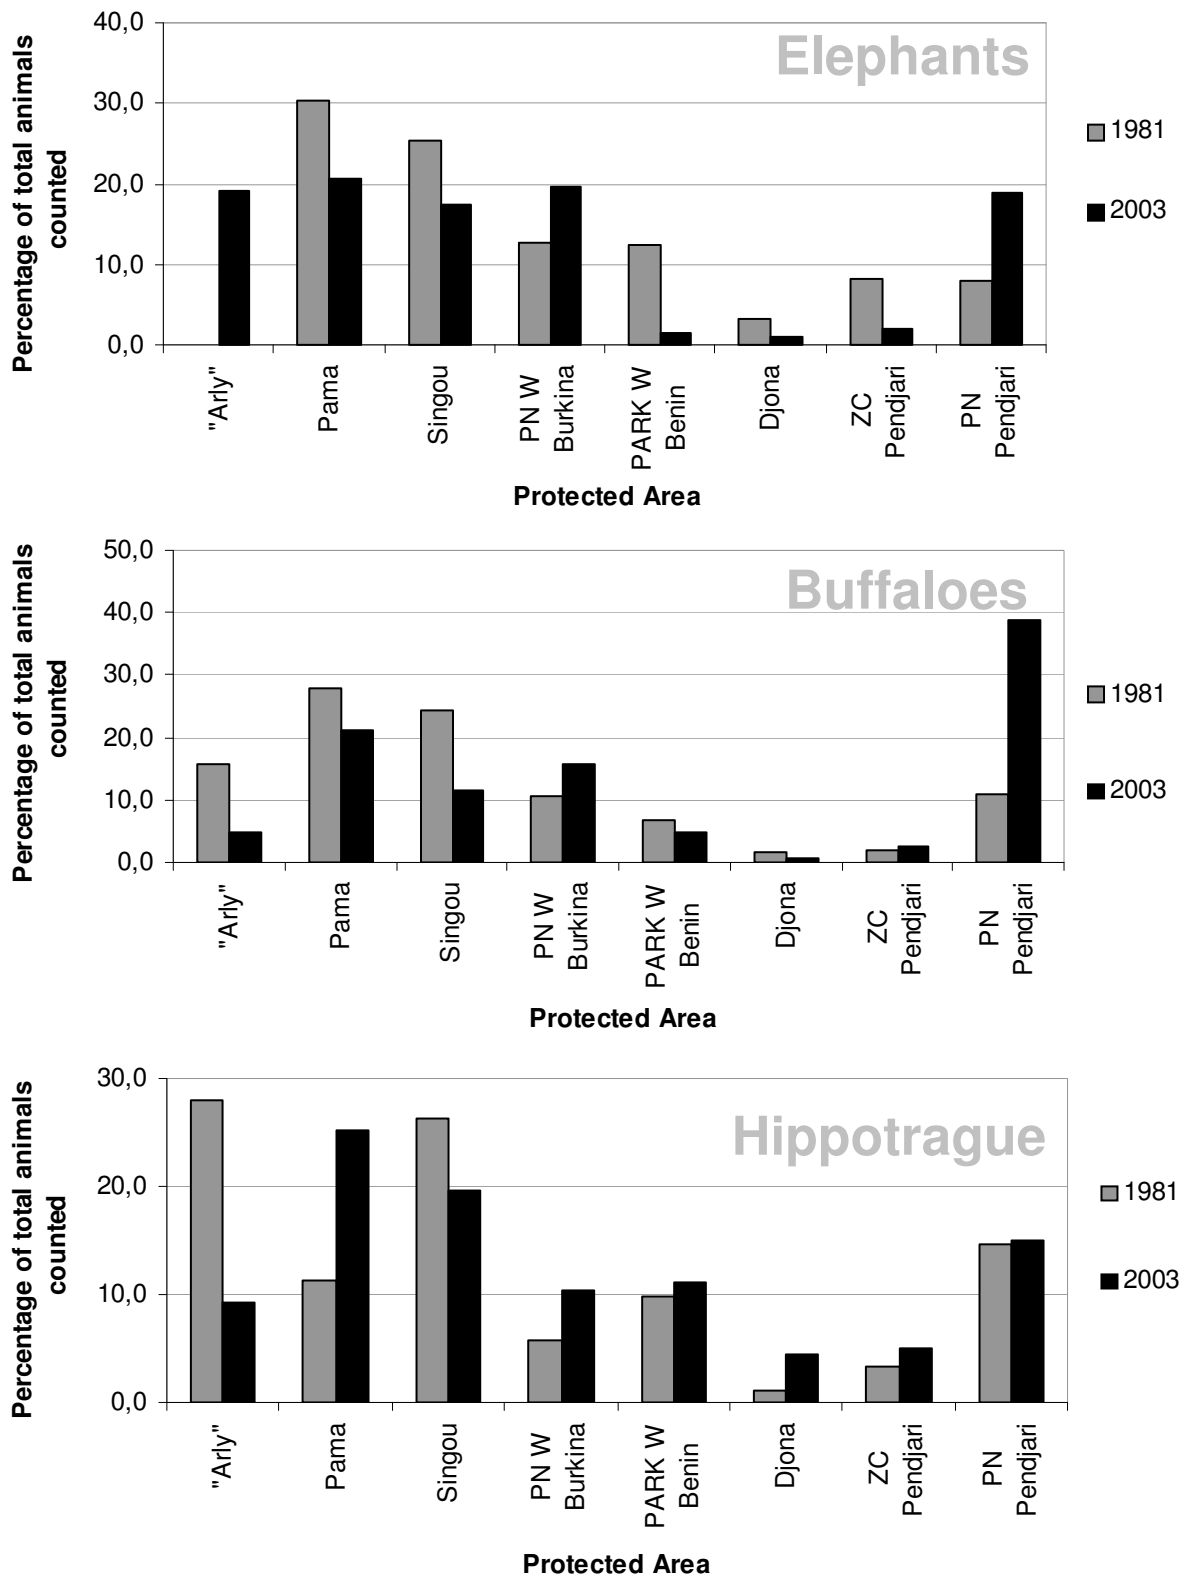 Elephants
Percentage of total animals
counted
40,0
30,0
20,0
10,0
0,0
"Arly"
Pama
Singou
PN W
Burkina
PARK W
Benin
Djona
ZC
Pendjari
PN
Pendjari
Protected Area
1981
2003
Buffaloes
Percentage of total animals
counted
50,0
40,0
30,0
20,0
10,0
0,0
"Arly"
Pama
Singou
PN W
Burkina
PARK W
Benin
Djona
ZC
Pendjari
PN
Pendjari
Protected Area
1981
2003
Hippotrague
Percentage of total animals
counted
30,0
20,0
10,0
0,0
"Arly"
Pama
Singou
PN W
Burkina
PARK W
Benin
Djona
ZC
Pendjari
PN
Pendjari
Protected Area
1981
2003